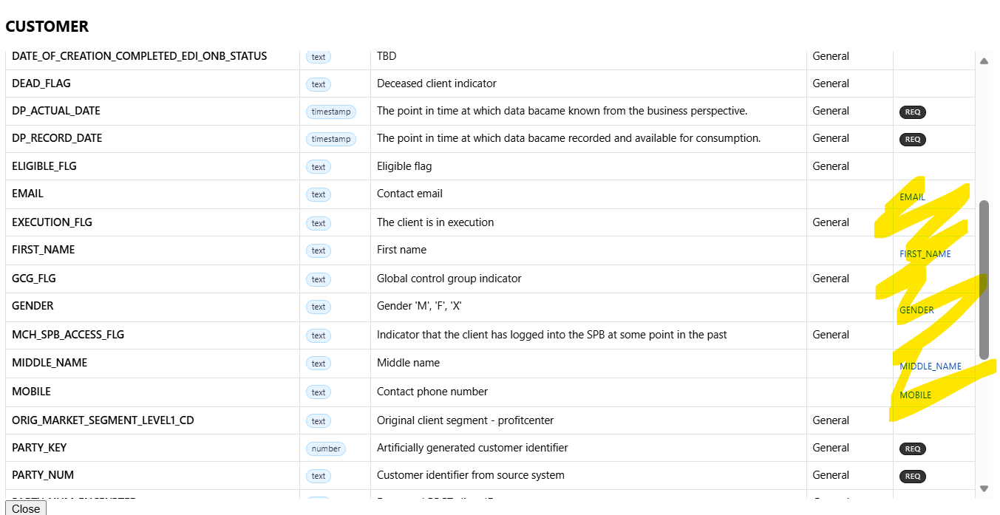 CUSTOMER
DATE_OF_CREATION_COMPLETED_EDI_ONB_STATUS text TBD General
DEAD_FLAG text Deceased client indicator General
DP_ACTUAL_DATE timestamp The point in time at which data bacame known from the business perspective. General REQ
DP_RECORD_DATE timestamp The point in time at which data bacame recorded and available for consumption. General REQ
ELIGIBLE_FLG text Eligible flag General
EMAIL text Contact email EMAIL
EXECUTION_FLG text The client is in execution General
FIRST_NAME text First name FIRST_NAME
GCG_FLG text Global control group indicator General
GENDER text Gender 'M', 'F', 'X' GENDER
MCH_SPB_ACCESS_FLG text Indicator that the client has logged into the SPB at some point in the past General
MIDDLE_NAME text Middle name MIDDLE_NAME
MOBILE text Contact phone number MOBILE
ORIG_MARKET_SEGMENT_LEVEL1_CD text Original client segment - profitcenter General
PARTY_KEY number Artificially generated customer identifier General REQ
PARTY_NUM text Customer identifier from source system General REQ
Close